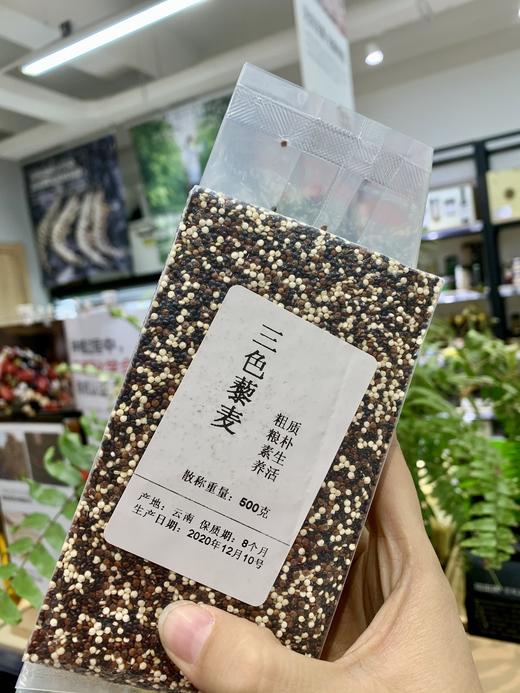 三色藜麦
质朴生活
粗粮素养
散称重量：500克
产地：云南 保质期：8个月
生产日期：2020年12月10号